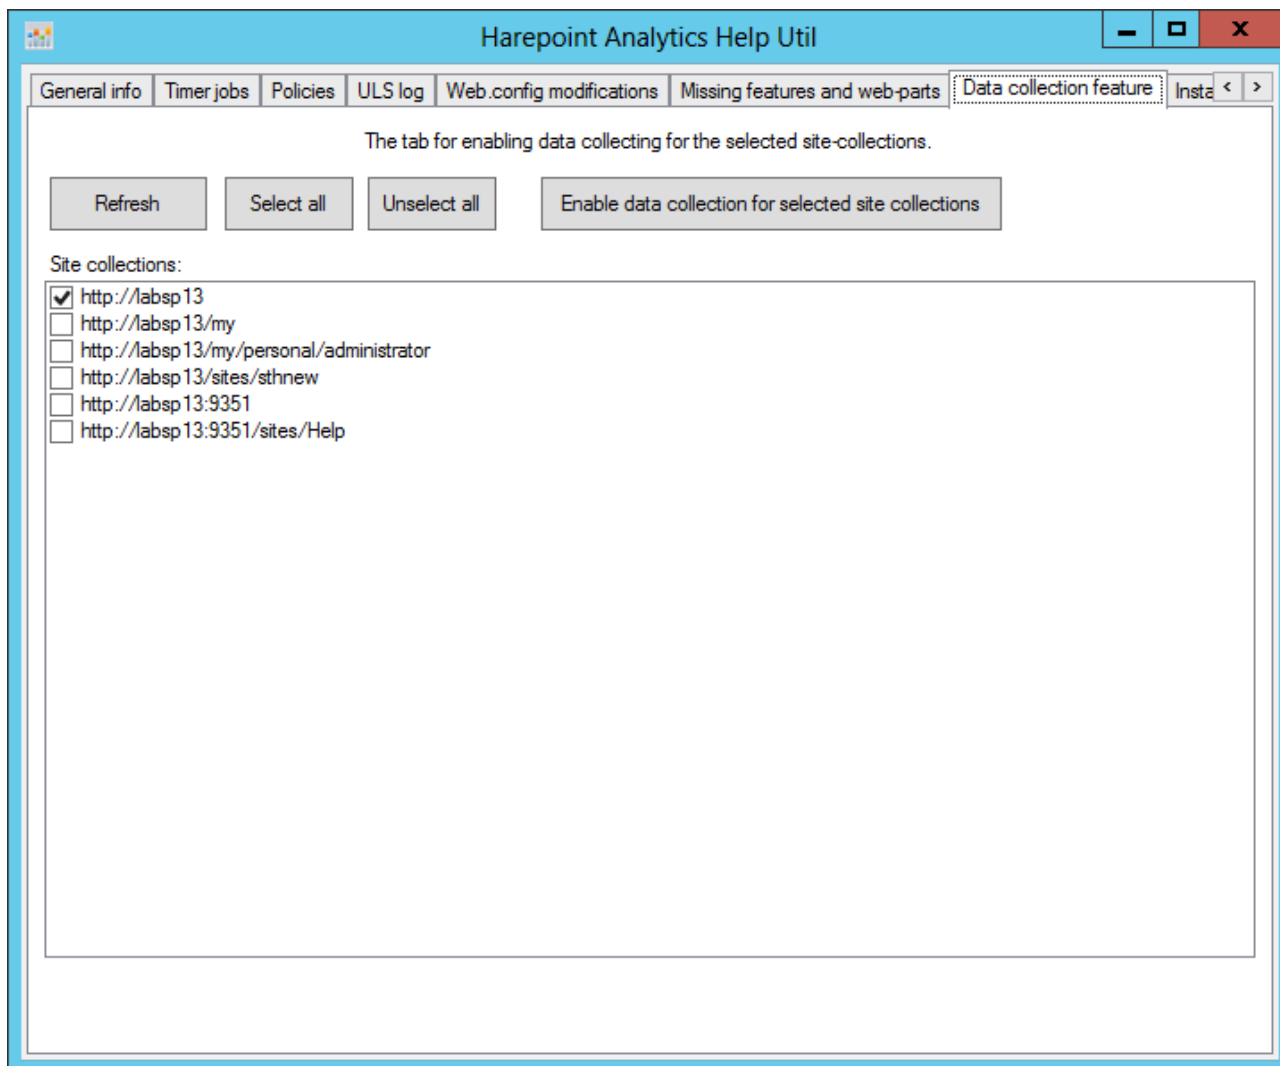 Harepoint Analytics Help Util
General info Timer jobs Policies ULS log Web.config modifications Missing features and web-parts Data collection feature Insta
The tab for enabling data collecting for the selected site-collections.
Refresh Select all Unselect all Enable data collection for selected site collections
Site collections:
http://labsp13
http://labsp13/my
http://labsp13/my/personal/administrator
http://labsp13/sites/sthnew
http://labsp13:9351
http://labsp13:9351/sites/Help